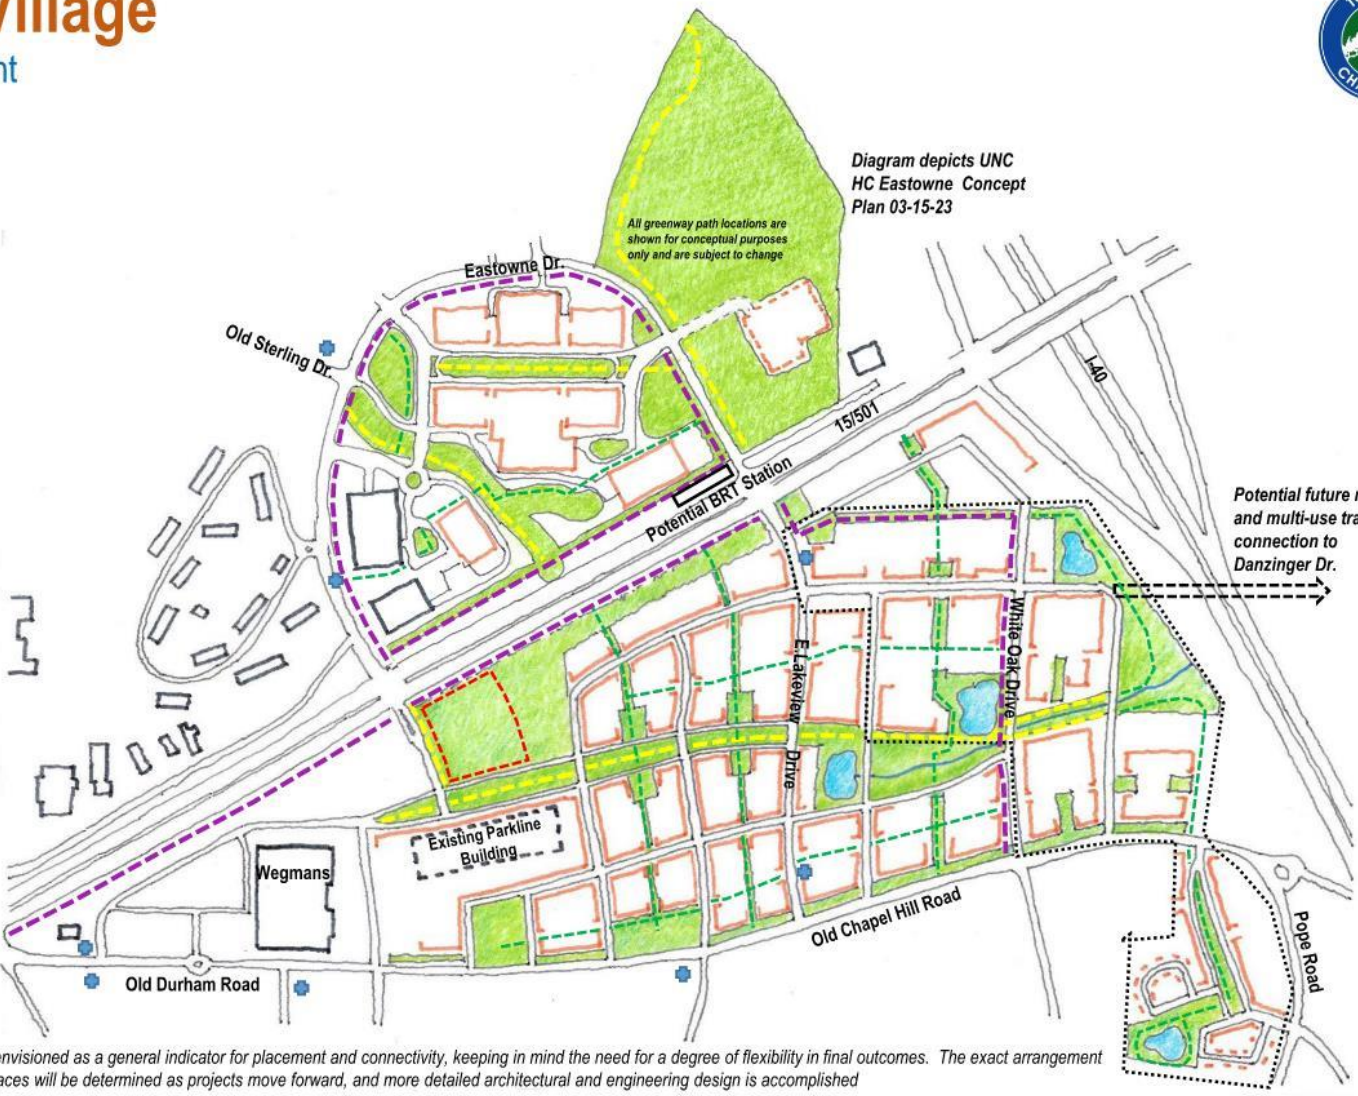 Village
Diagram depicts UNC
HC Eastowne Concept
Plan 03-15-23
All greenway path locations are
shown for conceptual purposes
only and are subject to change
Eastowne Dr.
Old Sterling Dr.
I-40
15/501
Potential BRT Station
Potential future
and multi-use
connection to
Danzinger Dr.
White Oak Drive
E. Lakeview Drive
Existing Parkline
Building
Wegmans
Old Chapel Hill Road
Pope Road
Old Durham Road
envisioned as a general indicator for placement and connectivity, keeping in mind the need for a degree of flexibility in final outcomes. The exact arrangement
will be determined as projects move forward, and more detailed architectural and engineering design is accomplished